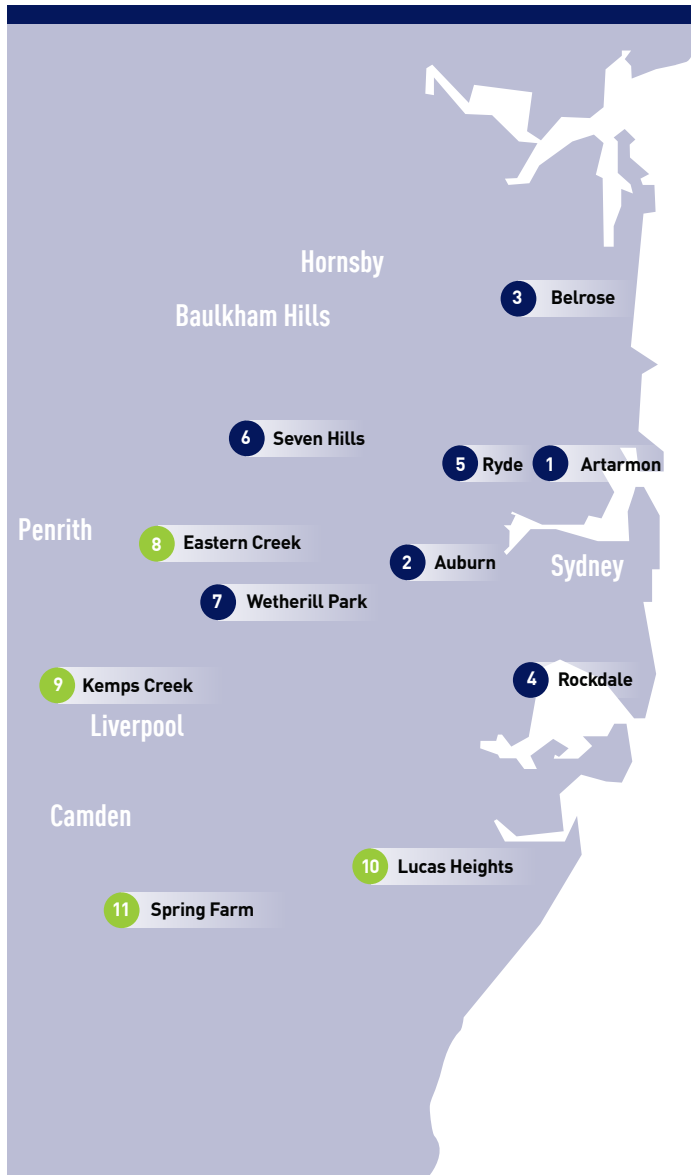 Hornsby
3 Belrose
Baulkham Hills
6 Seven Hills
5 Ryde
1 Artarmon
Penrith
8 Eastern Creek
2 Auburn
Sydney
7 Wetherill Park
9 Kemps Creek
4 Rockdale
Liverpool
Camden
10 Lucas Heights
11 Spring Farm